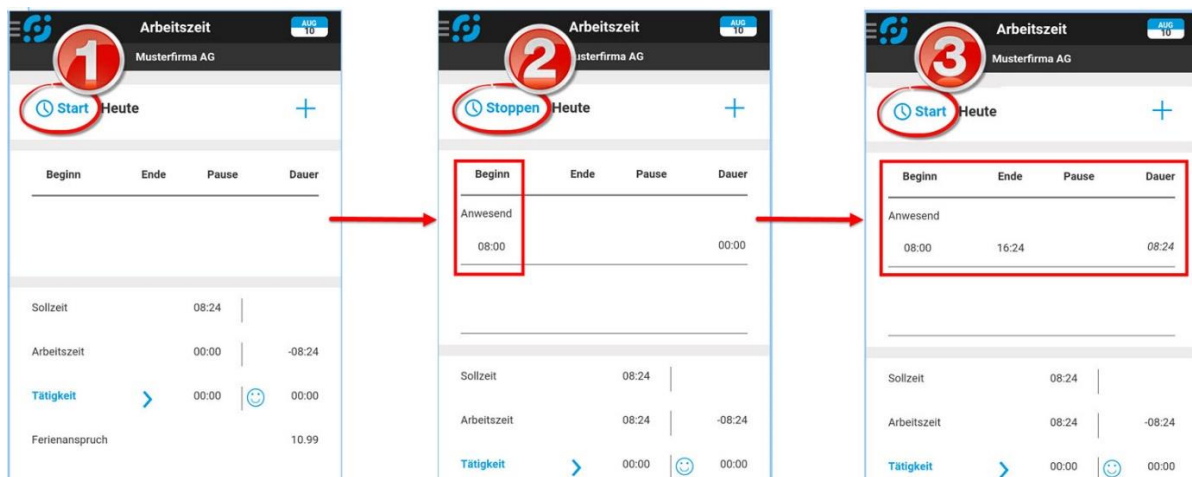 1
Arbeitszeit
AUG
10
Musterfirma AG
Start Heute
Beginn Ende Pause Dauer
Sollzeit 08:24
Arbeitszeit 00:00 -08:24
Tätigkeit 00:00 00:00
Ferienanspruch 10.99
2
Arbeitszeit
AUG
10
usterfirma AG
Stoppen Heute
Beginn Ende Pause Dauer
Anwesend
08:00 00:00
Sollzeit 08:24
Arbeitszeit 08:24 -08:24
Tätigkeit 00:00 00:00
3
Arbeitszeit
AUG
10
Musterfirma AG
Start Heute
Beginn Ende Pause Dauer
Anwesend
08:00 16:24 08:24
Sollzeit 08:24
Arbeitszeit 08:24 -08:24
Tätigkeit 00:00 00:00